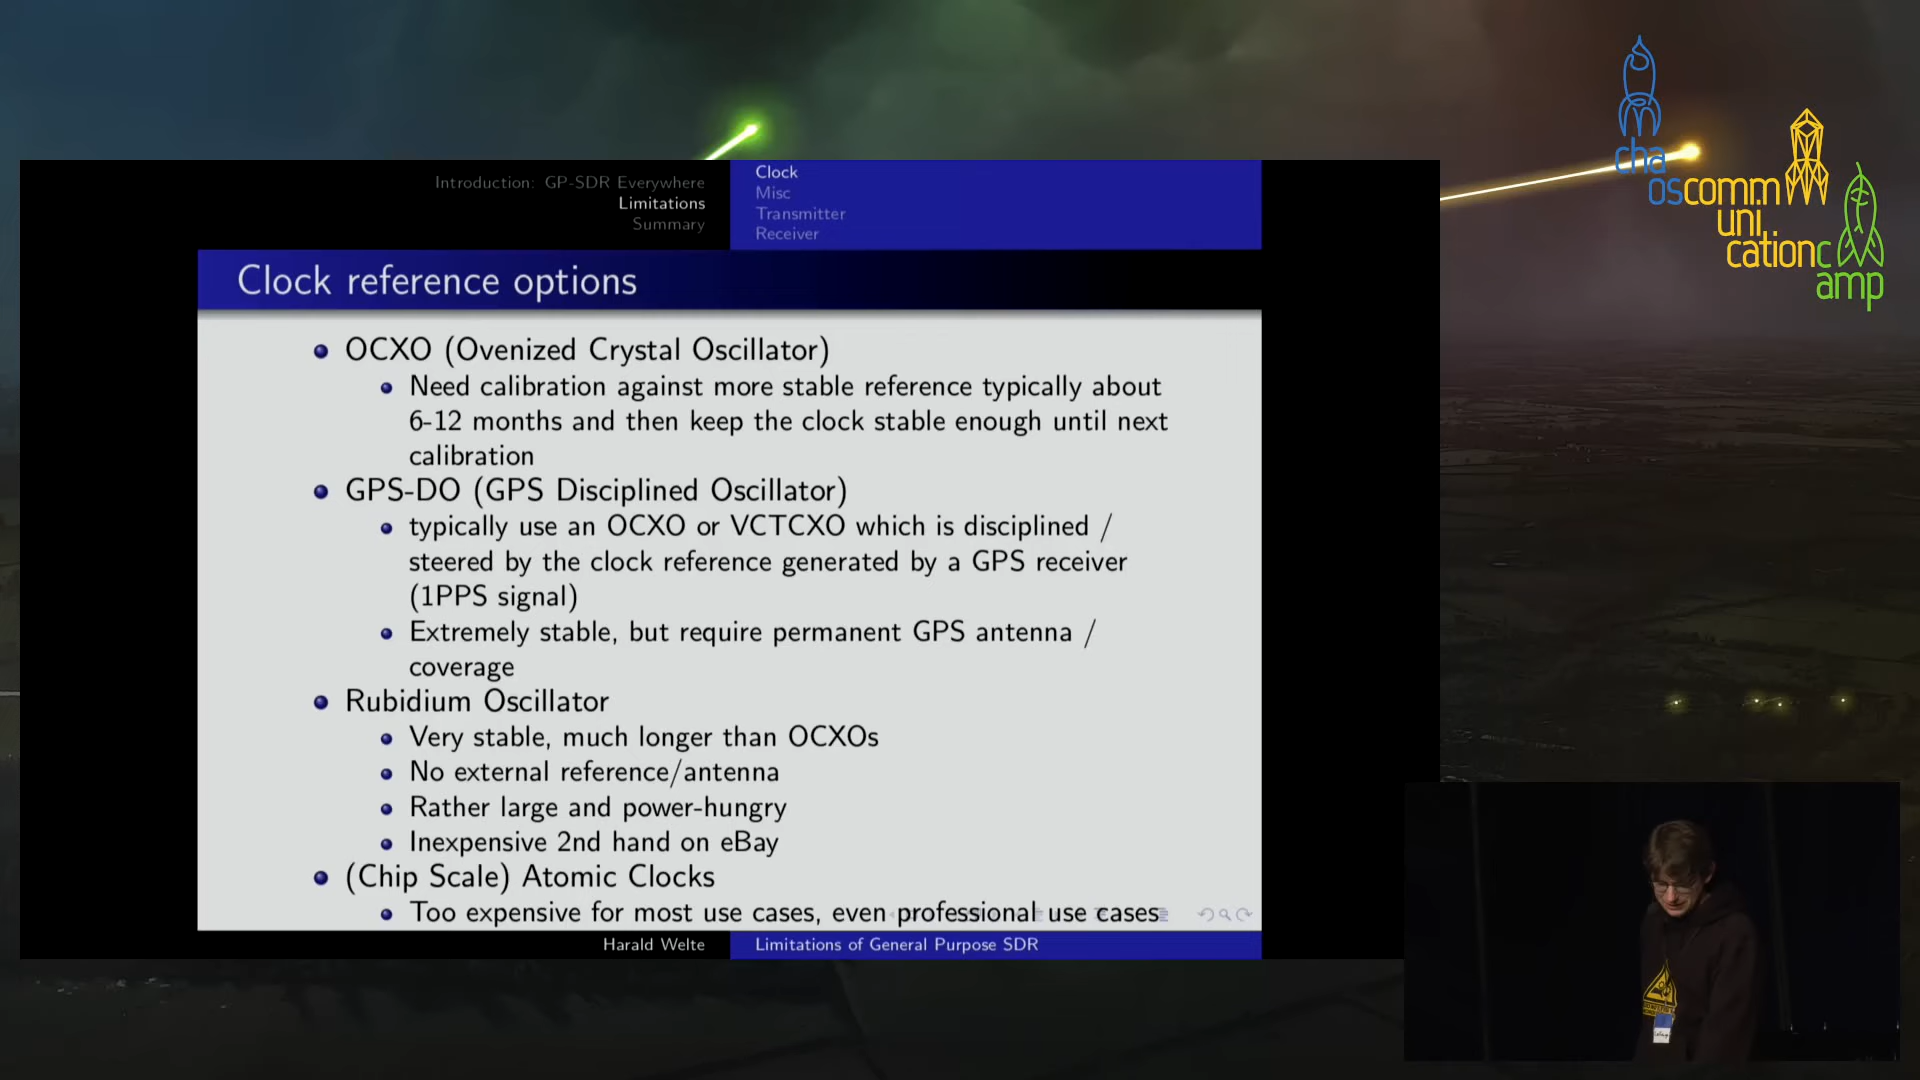 Introduction: GP-SDR Everywhere
Limitations
Summary
Clock
Misc
Transmitter
Receiver
Clock reference options
OCXO (Ovenized Crystal Oscillator)
Need calibration against more stable reference typically about
6-12 months and then keep the clock stable enough until next
calibration
GPS-DO (GPS Disciplined Oscillator)
typically use an OCXO or VCTCXO which is disciplined /
steered by the clock reference generated by a GPS receiver
(1PPS signal)
Extremely stable, but require permanent GPS antenna /
coverage
Rubidium Oscillator
Very stable, much longer than OCXOs
No external reference/antenna
Rather large and power-hungry
Inexpensive 2nd hand on eBay
(Chip Scale) Atomic Clocks
Too expensive for most use cases, even professional use cases
Harald Welte
Limitations of General Purpose SDR
cha
oscomm
uni
cationc
amp